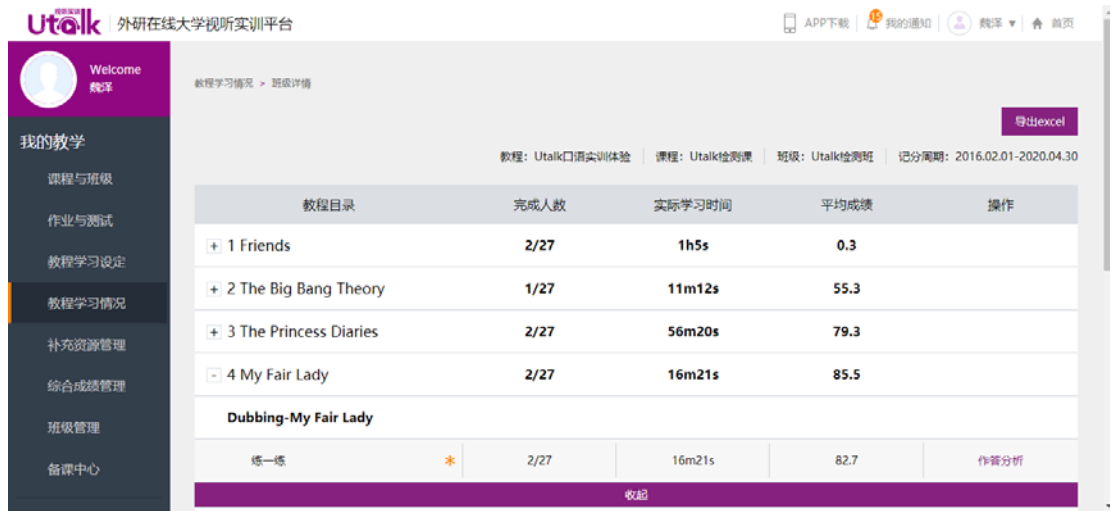 视听实训
Utalk 外研在线大学视听实训平台
APP下载 15 我的通知 魏泽 ▼ 首页
Welcome
魏泽
教程学习情况 > 班级详情
导出excel
我的教学
教程：Utalk口语实训体验 课程：Utalk检测课 班级：Utalk检测班 记分周期：2016.02.01-2020.04.30
课程与班级
作业与测试
教程学习设定
教程学习情况
补充资源管理
综合成绩管理
班级管理
备课中心
教程目录 完成人数 实际学习时间 平均成绩 操作
+ 1 Friends 2/27 1h5s 0.3
+ 2 The Big Bang Theory 1/27 11m12s 55.3
+ 3 The Princess Diaries 2/27 56m20s 79.3
- 4 My Fair Lady 2/27 16m21s 85.5
Dubbing-My Fair Lady
练一练 * 2/27 16m21s 82.7 作答分析
收起